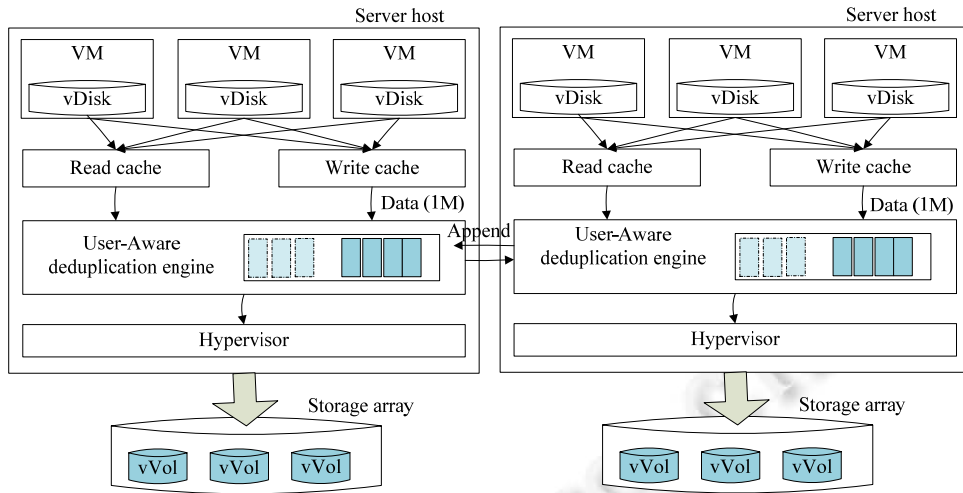 Server host
VM
VM
VM
vDisk
vDisk
vDisk
Read cache
Write cache
Data (1M)
User-Aware
deduplication engine
Hypervisor
Storage array
vVol
vVol
vVol
Append
Server host
VM
VM
VM
vDisk
vDisk
vDisk
Read cache
Write cache
Data (1M)
User-Aware
deduplication engine
Hypervisor
Storage array
vVol
vVol
vVol